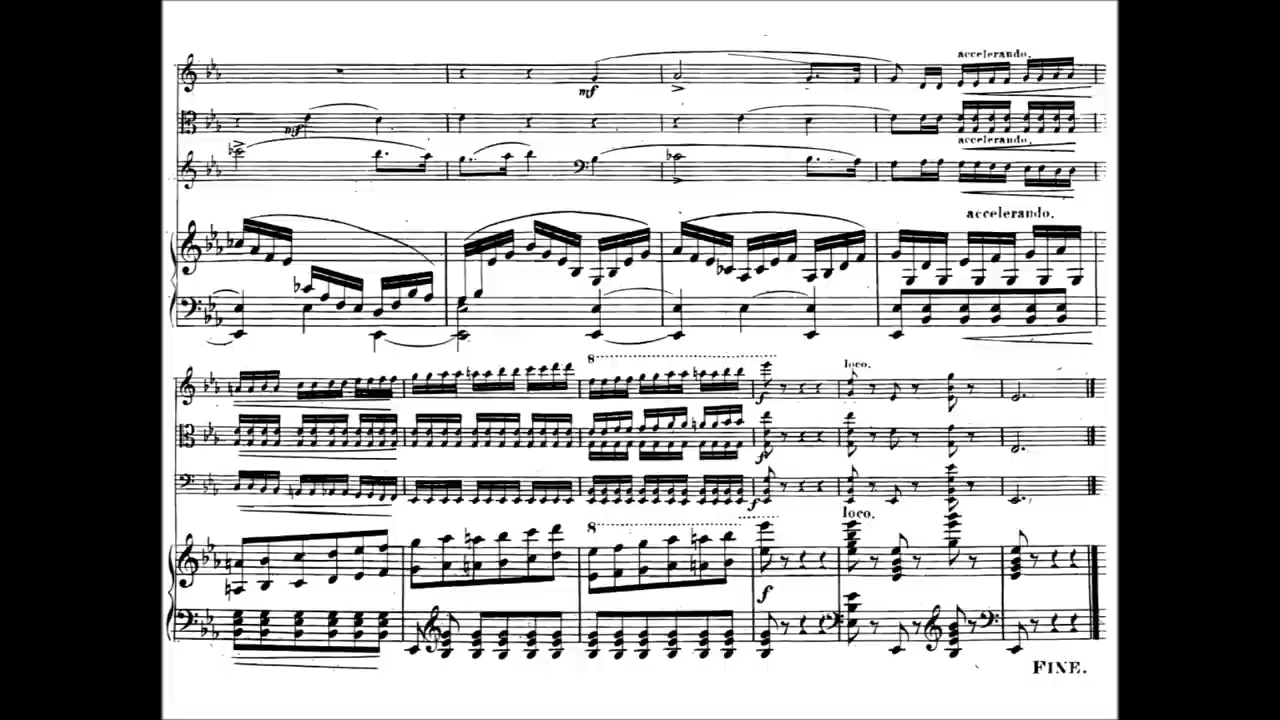 accelerando.
mf
mf
accelerando.
accelerando.
8
loco.
f
f
f
8
loco.
f
FINE.